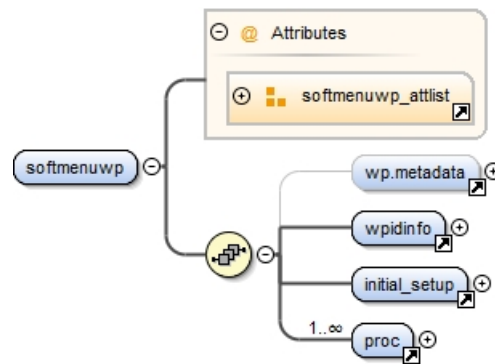 @ Attributes
softmenuwp_attlist
softmenuwp
wp.metadata
wpidinfo
initial_setup
1..∞
proc